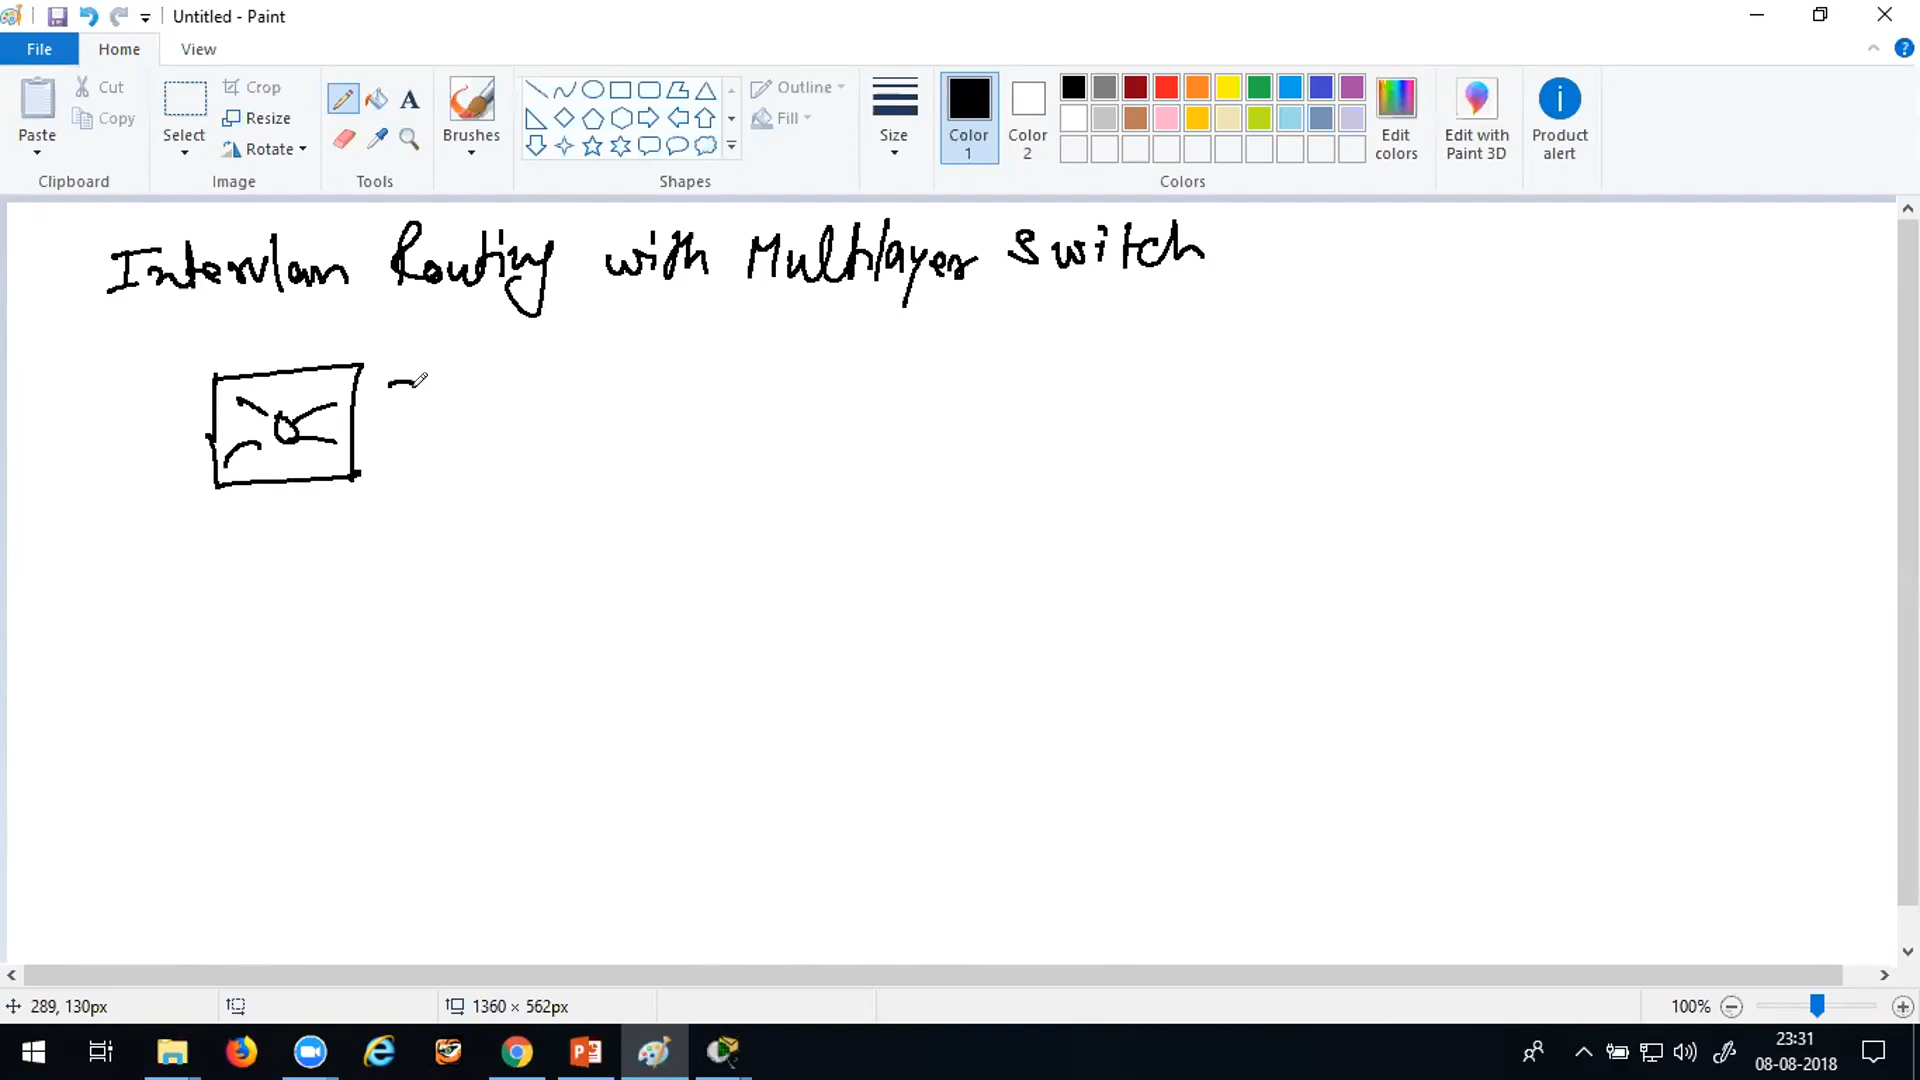 Untitled - Paint
File Home View
Paste Cut Copy Select Crop Resize Rotate Brushes Outline Fill Size Color 1 Color 2 Edit colors Edit with Paint 3D Product alert
Clipboard Image Tools Shapes Colors
Intervlan Routing with Multilayer Switch
289, 130px 1360 × 562px 100%
23:31
08-08-2018